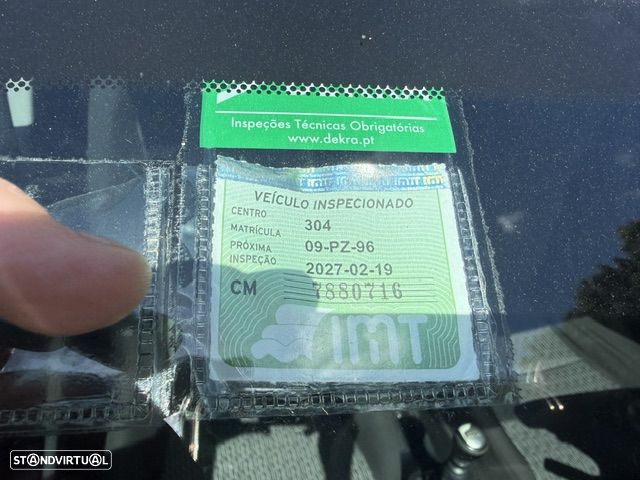 Inspeções Técnicas Obrigatórias
www.dekra.pt
VEÍCULO INSPECIONADO
CENTRO 304
MATRÍCULA 09-PZ-96
PRÓXIMA
INSPEÇÃO 2027-02-19
CM 7880716
IMT
STANDVIRTUAL